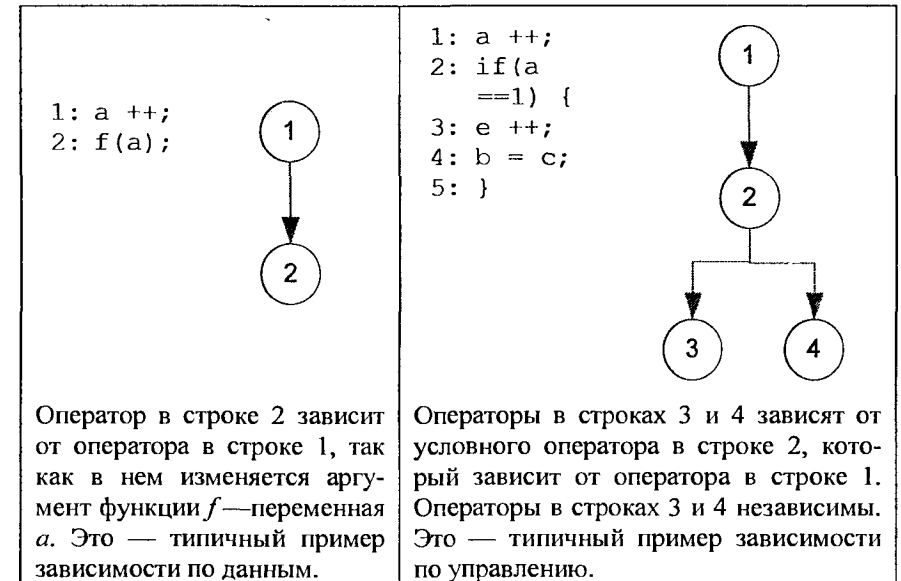 1: a ++;
2: f(a);
1
2
Оператор в строке 2 зависит
от оператора в строке 1, так
как в нем изменяется аргу-
мент функции f —переменная
a. Это — типичный пример
зависимости по данным.
1: a ++;
2: if(a
==1) {
3: e ++;
4: b = c;
5: }
1
2
3
4
Операторы в строках 3 и 4 зависят от
условного оператора в строке 2, кото-
рый зависит от оператора в строке 1.
Операторы в строках 3 и 4 независимы.
Это — типичный пример зависимости
по управлению.